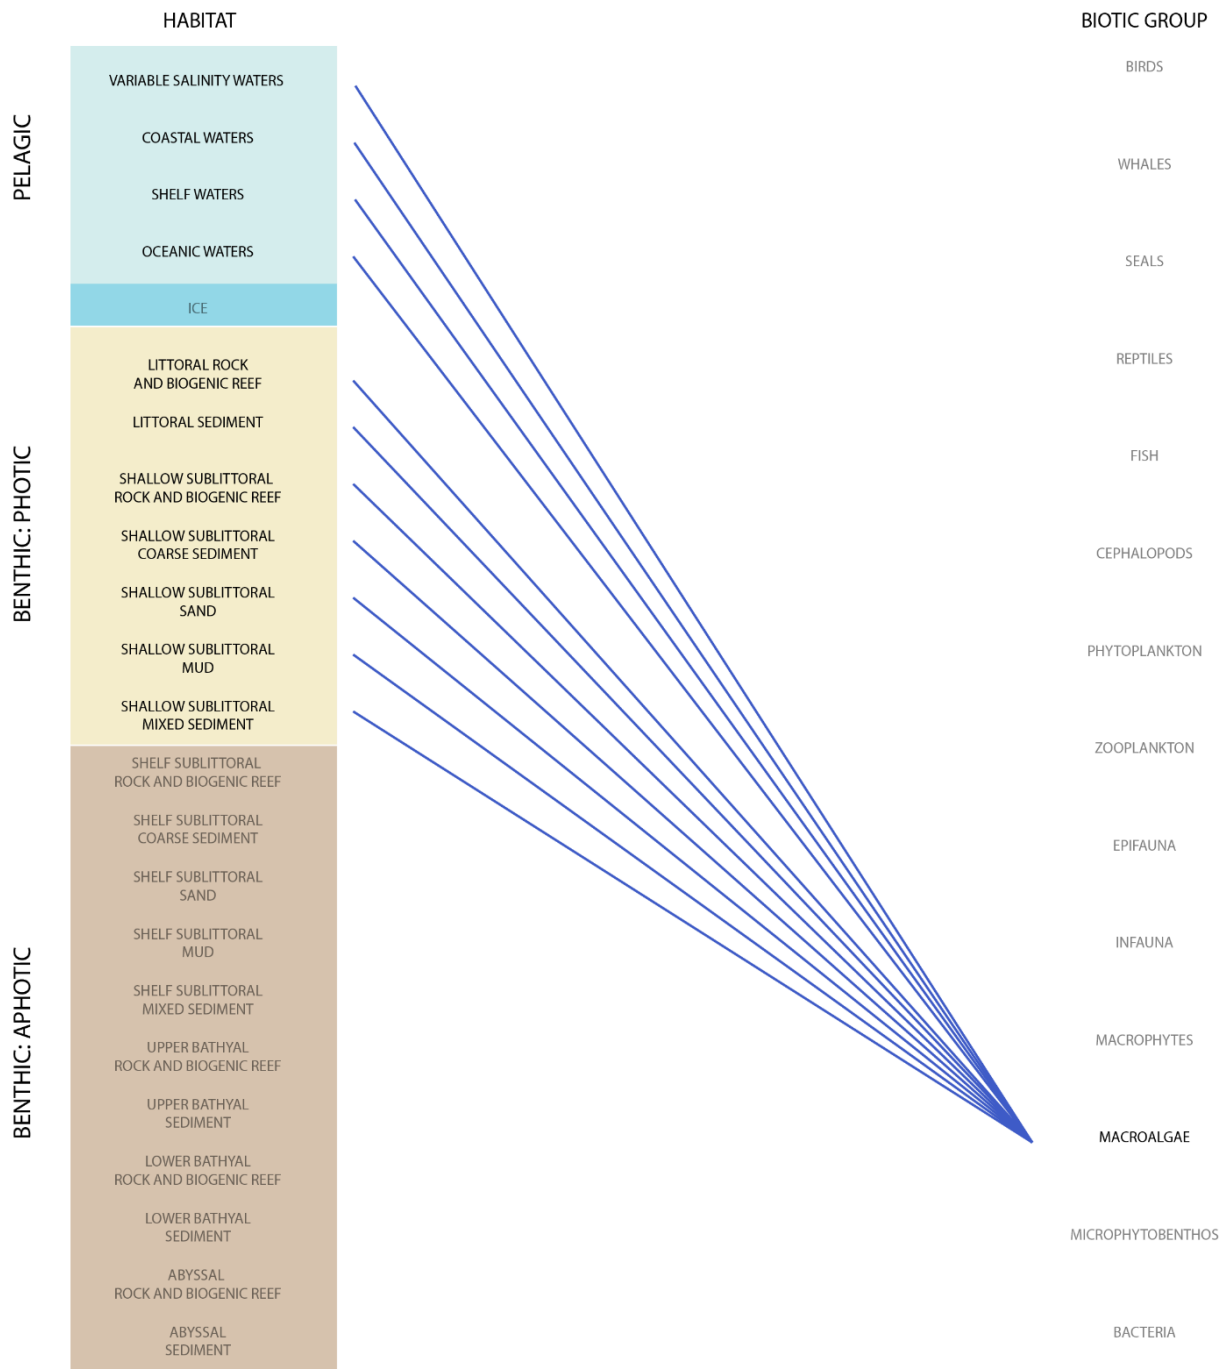 HABITAT
BIOTIC GROUP
PELAGIC
VARIABLE SALINITY WATERS
COASTAL WATERS
SHELF WATERS
OCEANIC WATERS
ICE
BENTHIC: PHOTIC
LITTORAL ROCK
AND BIOGENIC REEF
LITTORAL SEDIMENT
SHALLOW SUBLITTORAL
ROCK AND BIOGENIC REEF
SHALLOW SUBLITTORAL
COARSE SEDIMENT
SHALLOW SUBLITTORAL
SAND
SHALLOW SUBLITTORAL
MUD
SHALLOW SUBLITTORAL
MIXED SEDIMENT
BENTHIC: APHOTIC
SHELF SUBLITTORAL
ROCK AND BIOGENIC REEF
SHELF SUBLITTORAL
COARSE SEDIMENT
SHELF SUBLITTORAL
SAND
SHELF SUBLITTORAL
MUD
SHELF SUBLITTORAL
MIXED SEDIMENT
UPPER BATHYAL
ROCK AND BIOGENIC REEF
UPPER BATHYAL
SEDIMENT
LOWER BATHYAL
ROCK AND BIOGENIC REEF
LOWER BATHYAL
SEDIMENT
ABYSSAL
ROCK AND BIOGENIC REEF
ABYSSAL
SEDIMENT
BIRDS
WHALES
SEALS
REPTILES
FISH
CEPHALOPODS
PHYTOPLANKTON
ZOOPLANKTON
EPIFAUNA
INFAUNA
MACROPHYTES
MACROALGAE
MICROPHYTOBENTHOS
BACTERIA